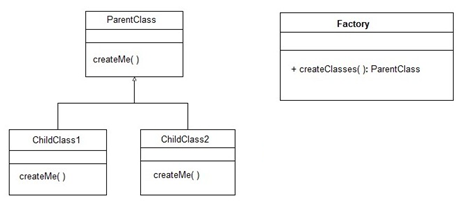 ParentClass
createMe( )
Factory
+ createClasses( ): ParentClass
ChildClass1
createMe( )
ChildClass2
createMe( )